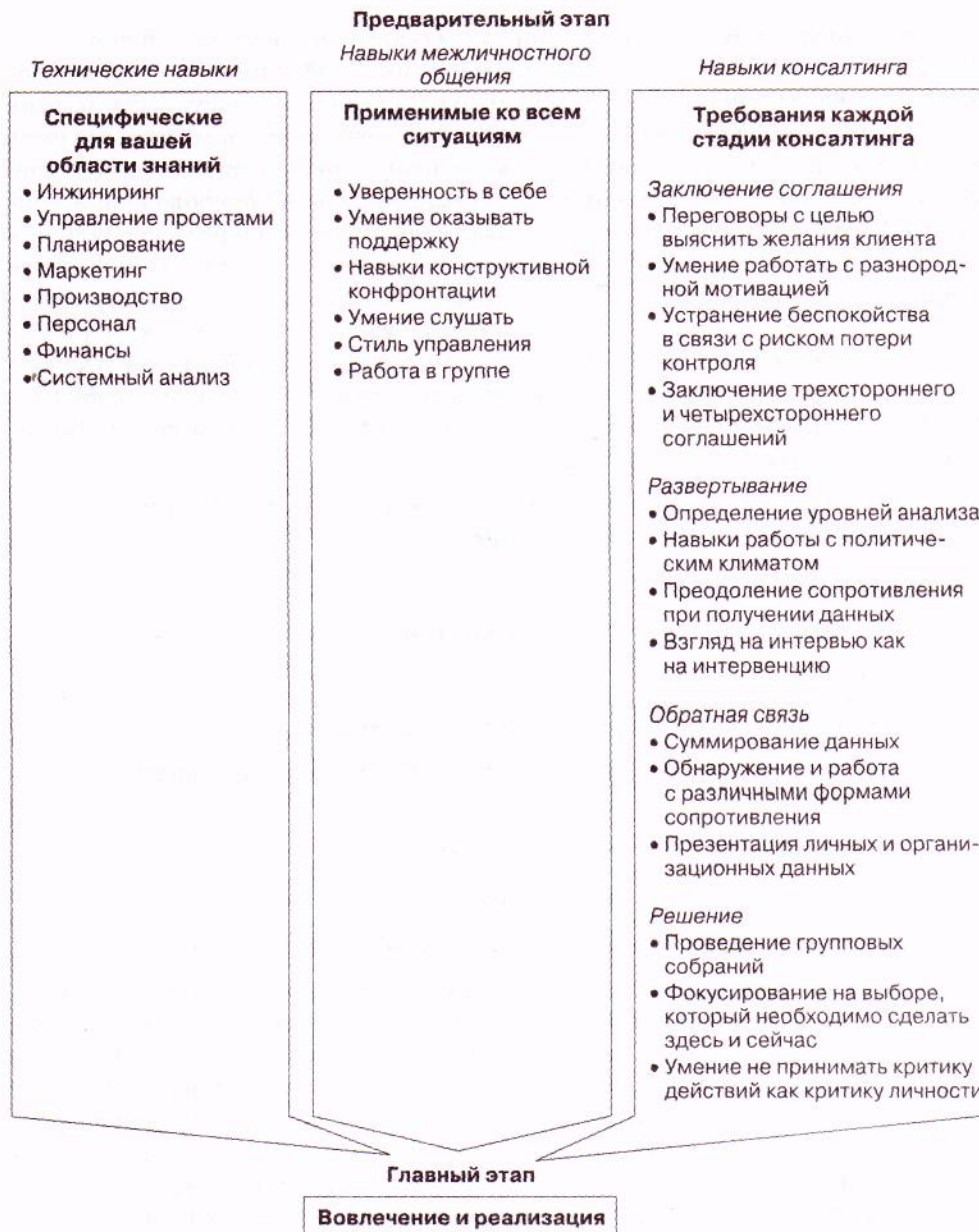 Предварительный этап
Технические навыки
Навыки межличностного
общения
Навыки консалтинга
Специфические
для вашей
области знаний
• Инжиниринг
• Управление проектами
• Планирование
• Маркетинг
• Производство
• Персонал
• Финансы
• Системный анализ
Применимые ко всем
ситуациям
• Уверенность в себе
• Умение оказывать
поддержку
• Навыки конструктивной
конфронтации
• Умение слушать
• Стиль управления
• Работа в группе
Требования каждой
стадии консалтинга
Заключение соглашения
• Переговоры с целью
выяснить желания клиента
• Умение работать с разнород-
ной мотивацией
• Устранение беспокойства
в связи с риском потери
контроля
• Заключение трехстороннего
и четырехстороннего
соглашений
Развертывание
• Определение уровней анализа
• Навыки работы с политиче-
ским климатом
• Преодоление сопротивления
при получении данных
• Взгляд на интервью как
на интервенцию
Обратная связь
• Суммирование данных
• Обнаружение и работа
с различными формами
сопротивления
• Презентация личных и органи-
зационных данных
Решение
• Проведение групповых
собраний
• Фокусирование на выборе,
который необходимо сделать
здесь и сейчас
• Умение не принимать критику
действий как критику личности
Главный этап
Вовлечение и реализация